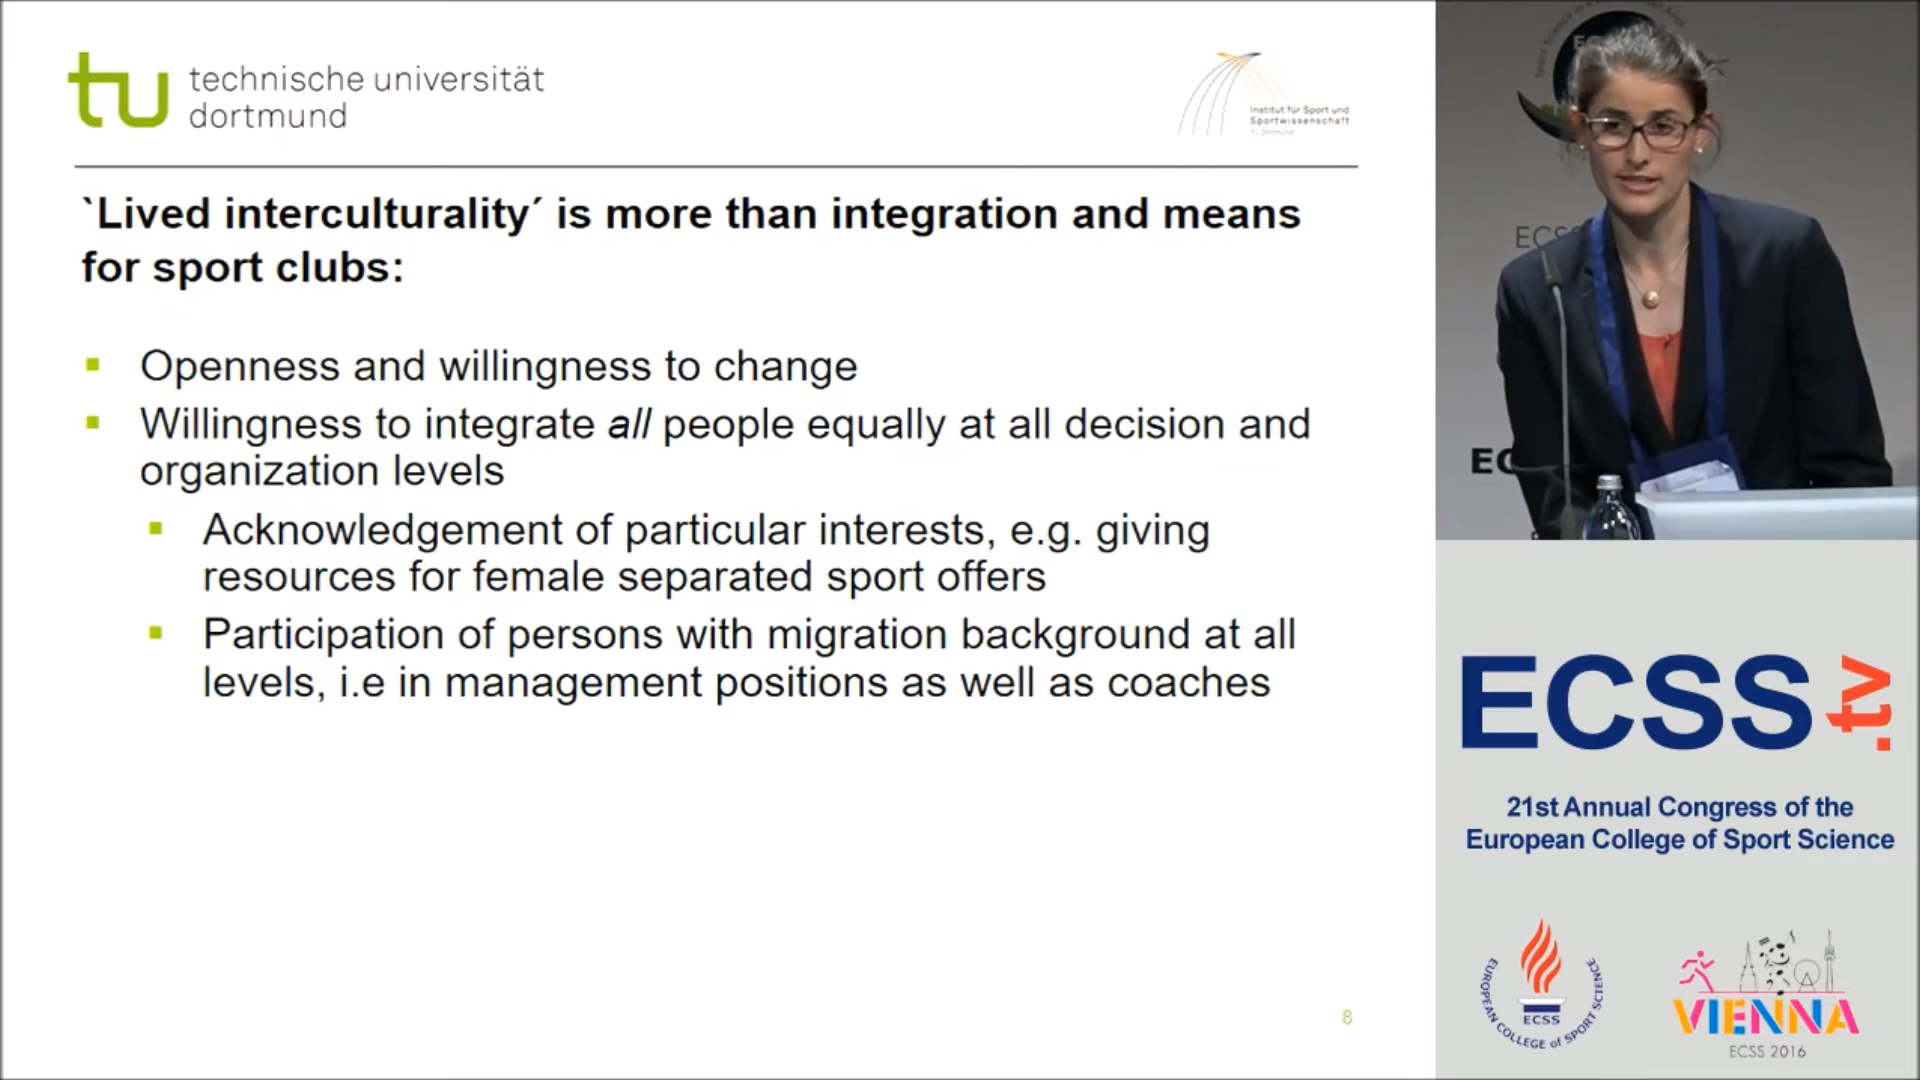 technische universität
dortmund
Institut für Sport und
Sportwissenschaft
TU Dortmund
`Lived interculturality´ is more than integration and means
for sport clubs:
Openness and willingness to change
Willingness to integrate all people equally at all decision and
organization levels
Acknowledgement of particular interests, e.g. giving
resources for female separated sport offers
Participation of persons with migration background at all
levels, i.e in management positions as well as coaches
8
ECSS
EC
ECSS.tv
21st Annual Congress of the
European College of Sport Science
EUROPEAN COLLEGE of SPORT SCIENCE
ECSS
VIENNA
ECSS 2016